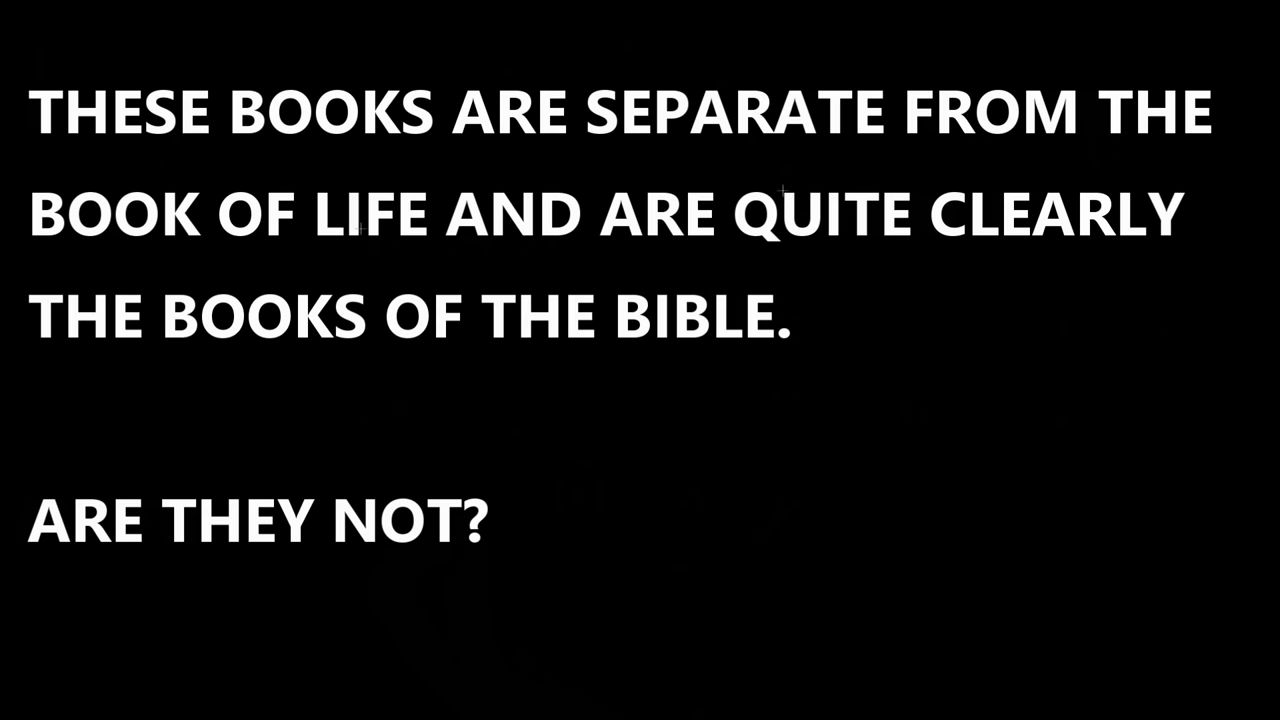 THESE BOOKS ARE SEPARATE FROM THE
BOOK OF LIFE AND ARE QUITE CLEARLY
THE BOOKS OF THE BIBLE.
ARE THEY NOT?